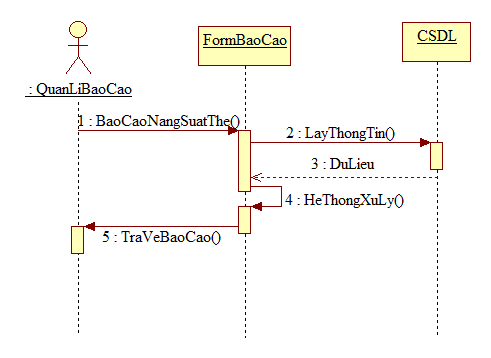 FormBaoCao
CSDL
: QuanLiBaoCao
1 : BaoCaoNangSuatThe()
2 : LayThongTin()
3 : DuLieu
4 : HeThongXuLy()
5 : TraVeBaoCao()